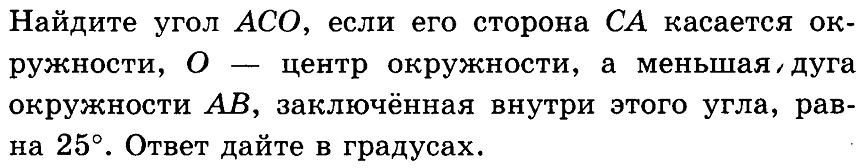 Найдите угол ACO, если его сторона CA касается ок-
ружности, O — центр окружности, а меньшая дуга
окружности AB, заключённая внутри этого угла, рав-
на 25°. Ответ дайте в градусах.